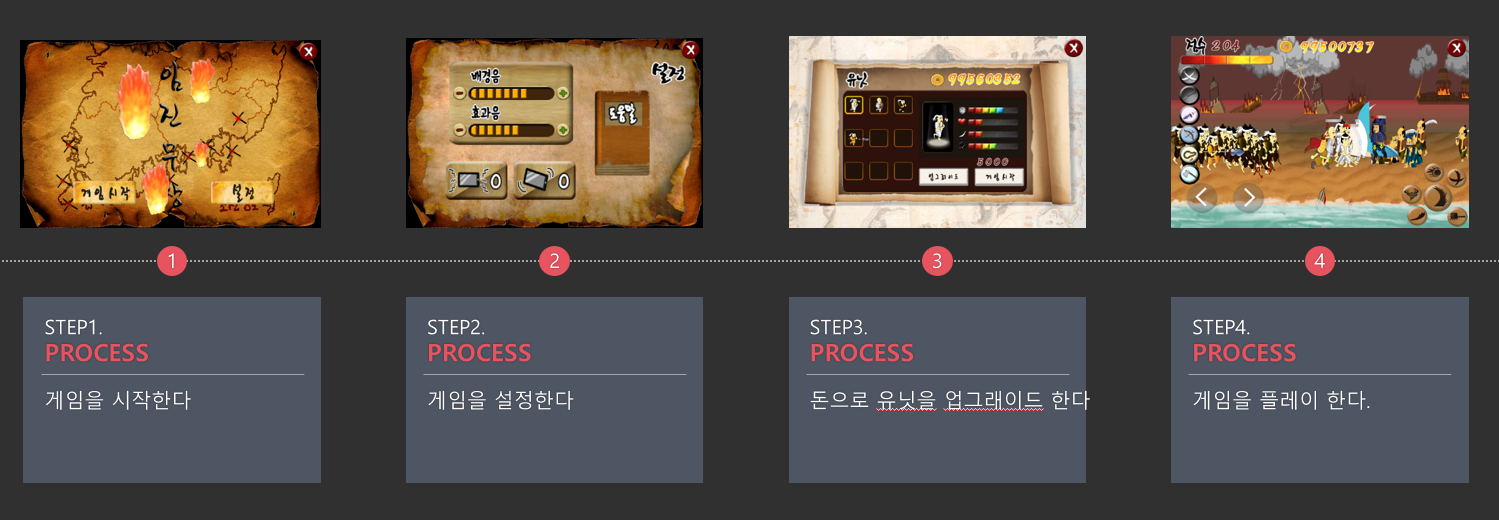 임
진
무
상
게임시작
설정
X
설정
배경음
효과음
도움말
0
0
X
유닛
99560352
5000
업그레이드
게임시작
X
점수 204
99500737
X
1
2
3
4
STEP1.
PROCESS
게임을 시작한다
STEP2.
PROCESS
게임을 설정한다
STEP3.
PROCESS
돈으로 유닛을 업그래이드 한다
STEP4.
PROCESS
게임을 플레이 한다.